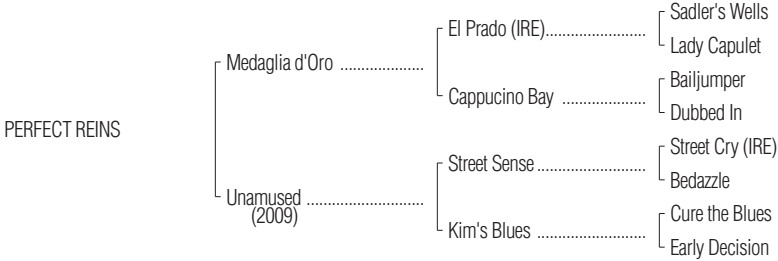 Sadler's Wells
El Prado (IRE)........................
Lady Capulet
Medaglia d'Oro ....................
Bailjumper
Cappucino Bay ....................
Dubbed In
PERFECT REINS
Street Cry (IRE)
Street Sense ..........................
Bedazzle
Unamused ............................
(2009)
Cure the Blues
Kim's Blues ..........................
Early Decision